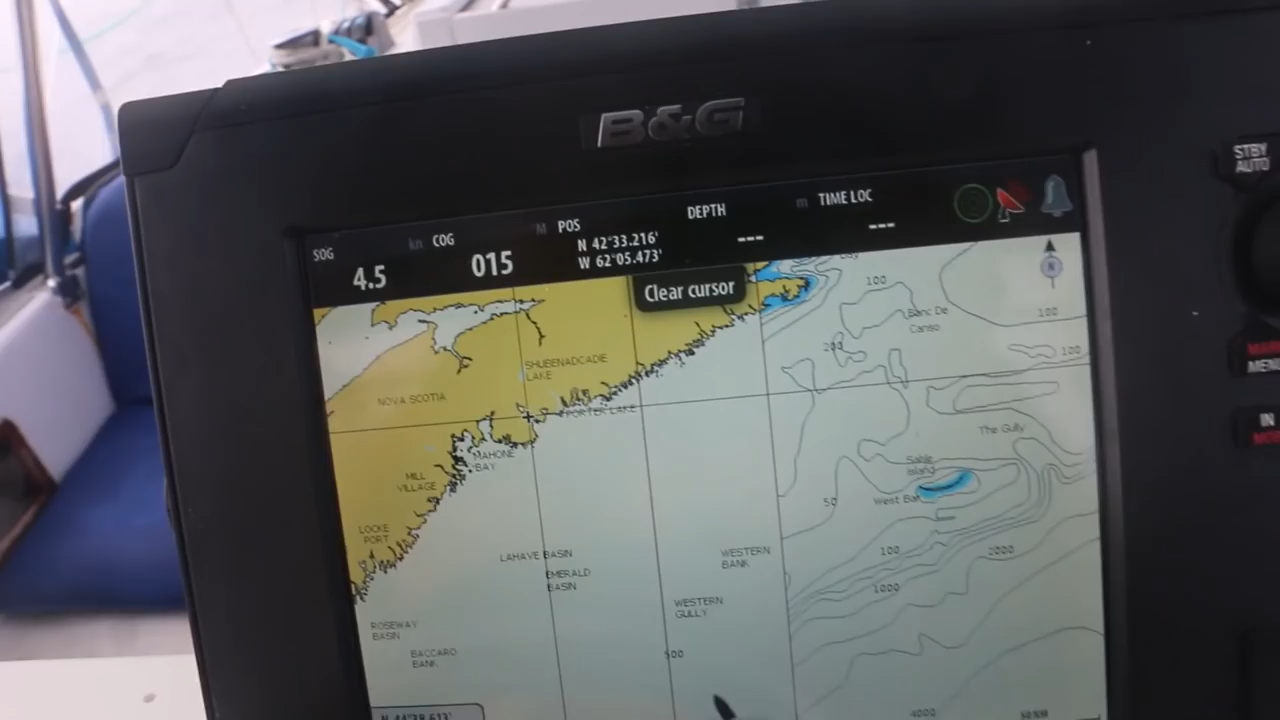 B&G
STBY
AUTO
SOG
kn
COG
M
POS
DEPTH
m
TIME LOC
4.5
015
N 42°33.216'
W 62°05.473'
---
---
Clear cursor
N
100
Banc De
Canso
100
200
100
SHUBENADCADIE
LAKE
NOVA SCOTIA
PORTER LAKE
The Gully
MAHONE
BAY
Sable
Island
MILL
VILLAGE
50
West Bar
LOCKE
PORT
LAHAVE BASIN
EMERALD
BASIN
WESTERN
BANK
100
2000
1000
WESTERN
GULLY
ROSEWAY
BASIN
BACCARO
BANK
500
4000